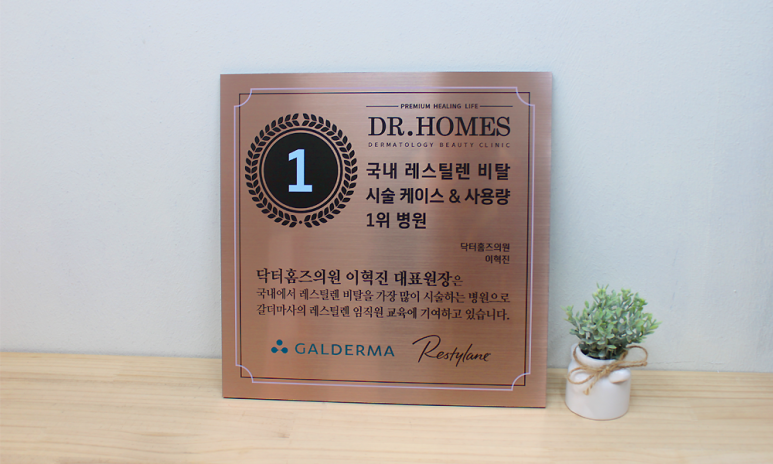 PREMIUM HEALING LIFE
DR.HOMES
DERMATOLOGY BEAUTY CLINIC
1
국내 레스틸렌 비탈
시술 케이스 & 사용량
1위 병원
닥터홈즈의원
이혁진
닥터홈즈의원 이혁진 대표원장은
국내에서 레스틸렌 비탈을 가장 많이 시술하는 병원으로
갈더마사의 레스틸렌 임직원 교육에 기여하고 있습니다.
GALDERMA Restylane